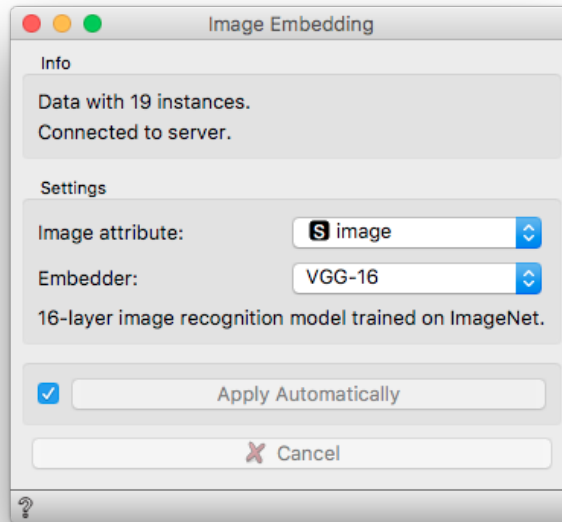 Image Embedding
Info
Data with 19 instances.
Connected to server.
Settings
Image attribute: S image
Embedder: VGG-16
16-layer image recognition model trained on ImageNet.
Apply Automatically
Cancel
?